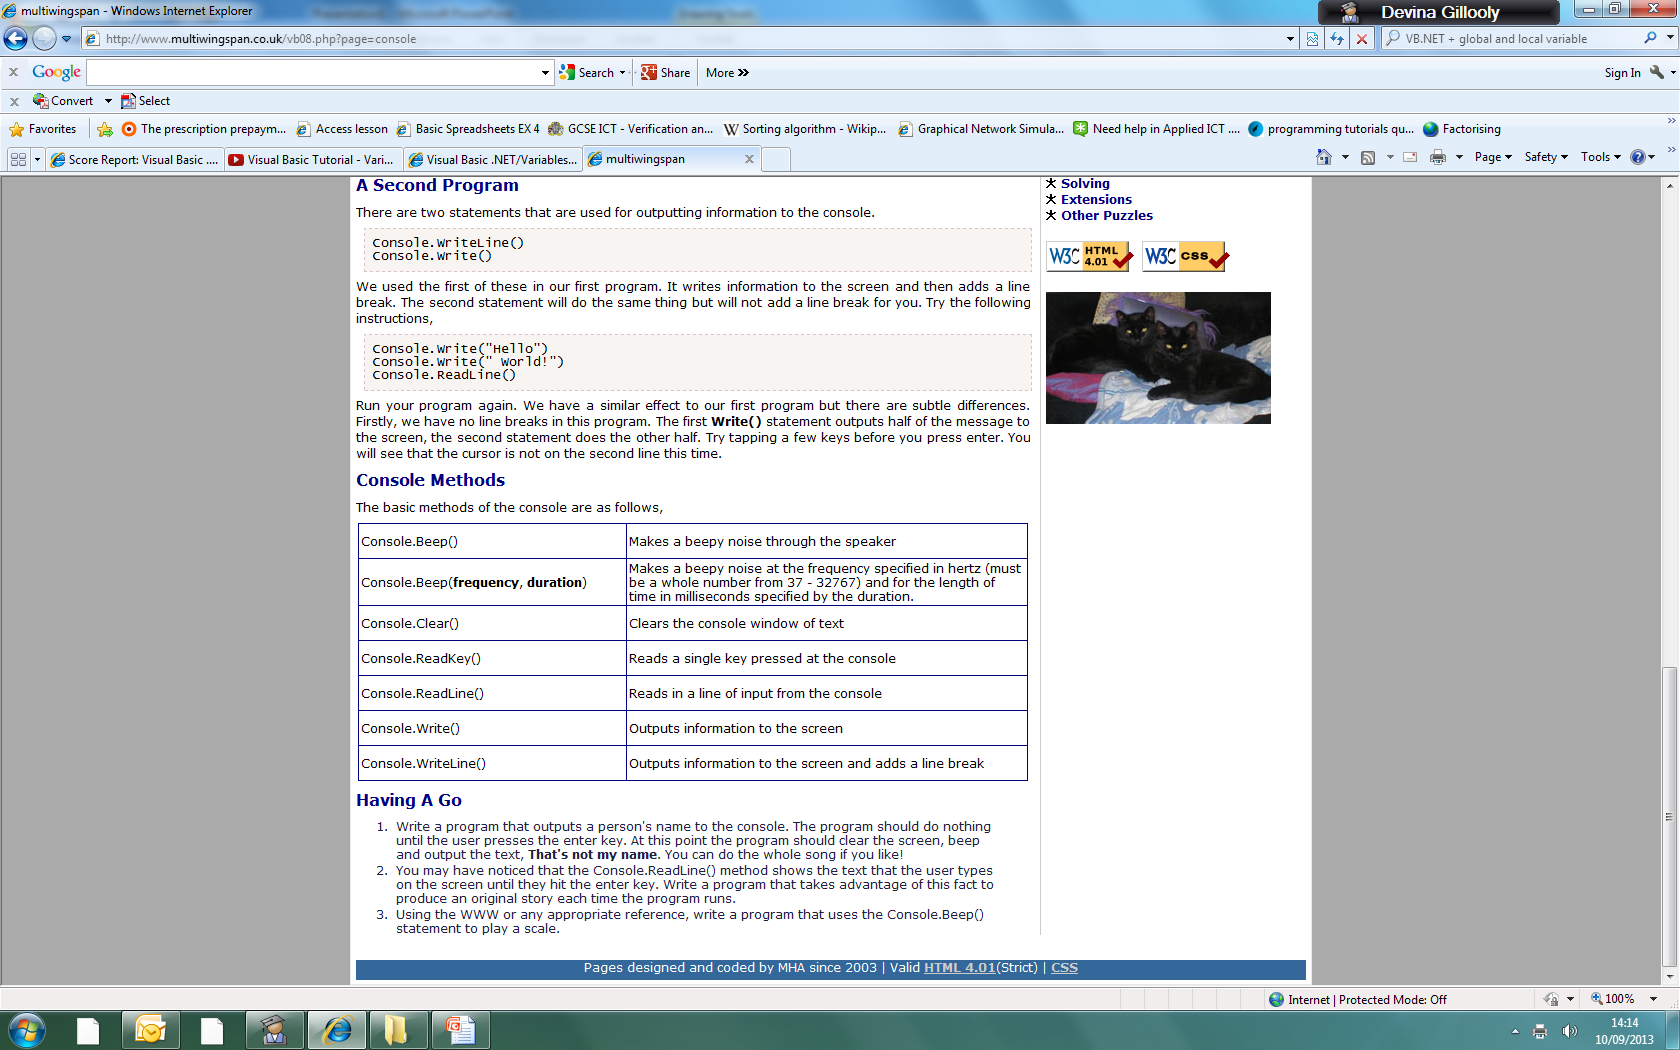 multiwingspan - Windows Internet Explorer
Devina Gillooly
http://www.multiwingspan.co.uk/vb08.php?page=console
VB.NET + global and local variable
x Google Search Share More »
Sign In
x Convert Select
Favorites The prescription prepaym... Access lesson Basic Spreadsheets EX 4 GCSE ICT - Verification an... Sorting algorithm - Wikip... Graphical Network Simula... Need help in Applied ICT .... programming tutorials qu... Factorising
Score Report: Visual Basic .... Visual Basic Tutorial - Vari... Visual Basic .NET/Variables... multiwingspan x
Page Safety Tools
A Second Program
There are two statements that are used for outputting information to the console.
Console.WriteLine()
Console.Write()
We used the first of these in our first program. It writes information to the screen and then adds a line
break. The second statement will do the same thing but will not add a line break for you. Try the following
instructions,
Console.Write("Hello")
Console.Write(" World!")
Console.ReadLine()
Run your program again. We have a similar effect to our first program but there are subtle differences.
Firstly, we have no line breaks in this program. The first Write() statement outputs half of the message to
the screen, the second statement does the other half. Try tapping a few keys before you press enter. You
will see that the cursor is not on the second line this time.
Console Methods
The basic methods of the console are as follows,
Console.Beep() Makes a beepy noise through the speaker
Console.Beep(frequency, duration) Makes a beepy noise at the frequency specified in hertz (must
be a whole number from 37 - 32767) and for the length of
time in milliseconds specified by the duration.
Console.Clear() Clears the console window of text
Console.ReadKey() Reads a single key pressed at the console
Console.ReadLine() Reads in a line of input from the console
Console.Write() Outputs information to the screen
Console.WriteLine() Outputs information to the screen and adds a line break
Having A Go
1. Write a program that outputs a person's name to the console. The program should do nothing
until the user presses the enter key. At this point the program should clear the screen, beep
and output the text, That's not my name. You can do the whole song if you like!
2. You may have noticed that the Console.ReadLine() method shows the text that the user types
on the screen until they hit the enter key. Write a program that takes advantage of this fact to
produce an original story each time the program runs.
3. Using the WWW or any appropriate reference, write a program that uses the Console.Beep()
statement to play a scale.
Solving
Extensions
Other Puzzles
W3C HTML 4.01
W3C CSS
Pages designed and coded by MHA since 2003 | Valid HTML 4.01(Strict) | CSS
Internet | Protected Mode: Off
100%
14:14
10/09/2013